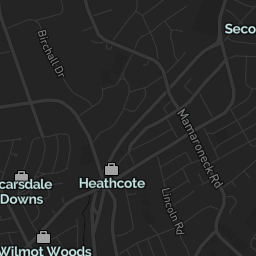 Seco
Birchall Dr
Mamaroneck Rd
Heathcote
carsdale
Downs
Lincoln Rd
Wilmot Woods